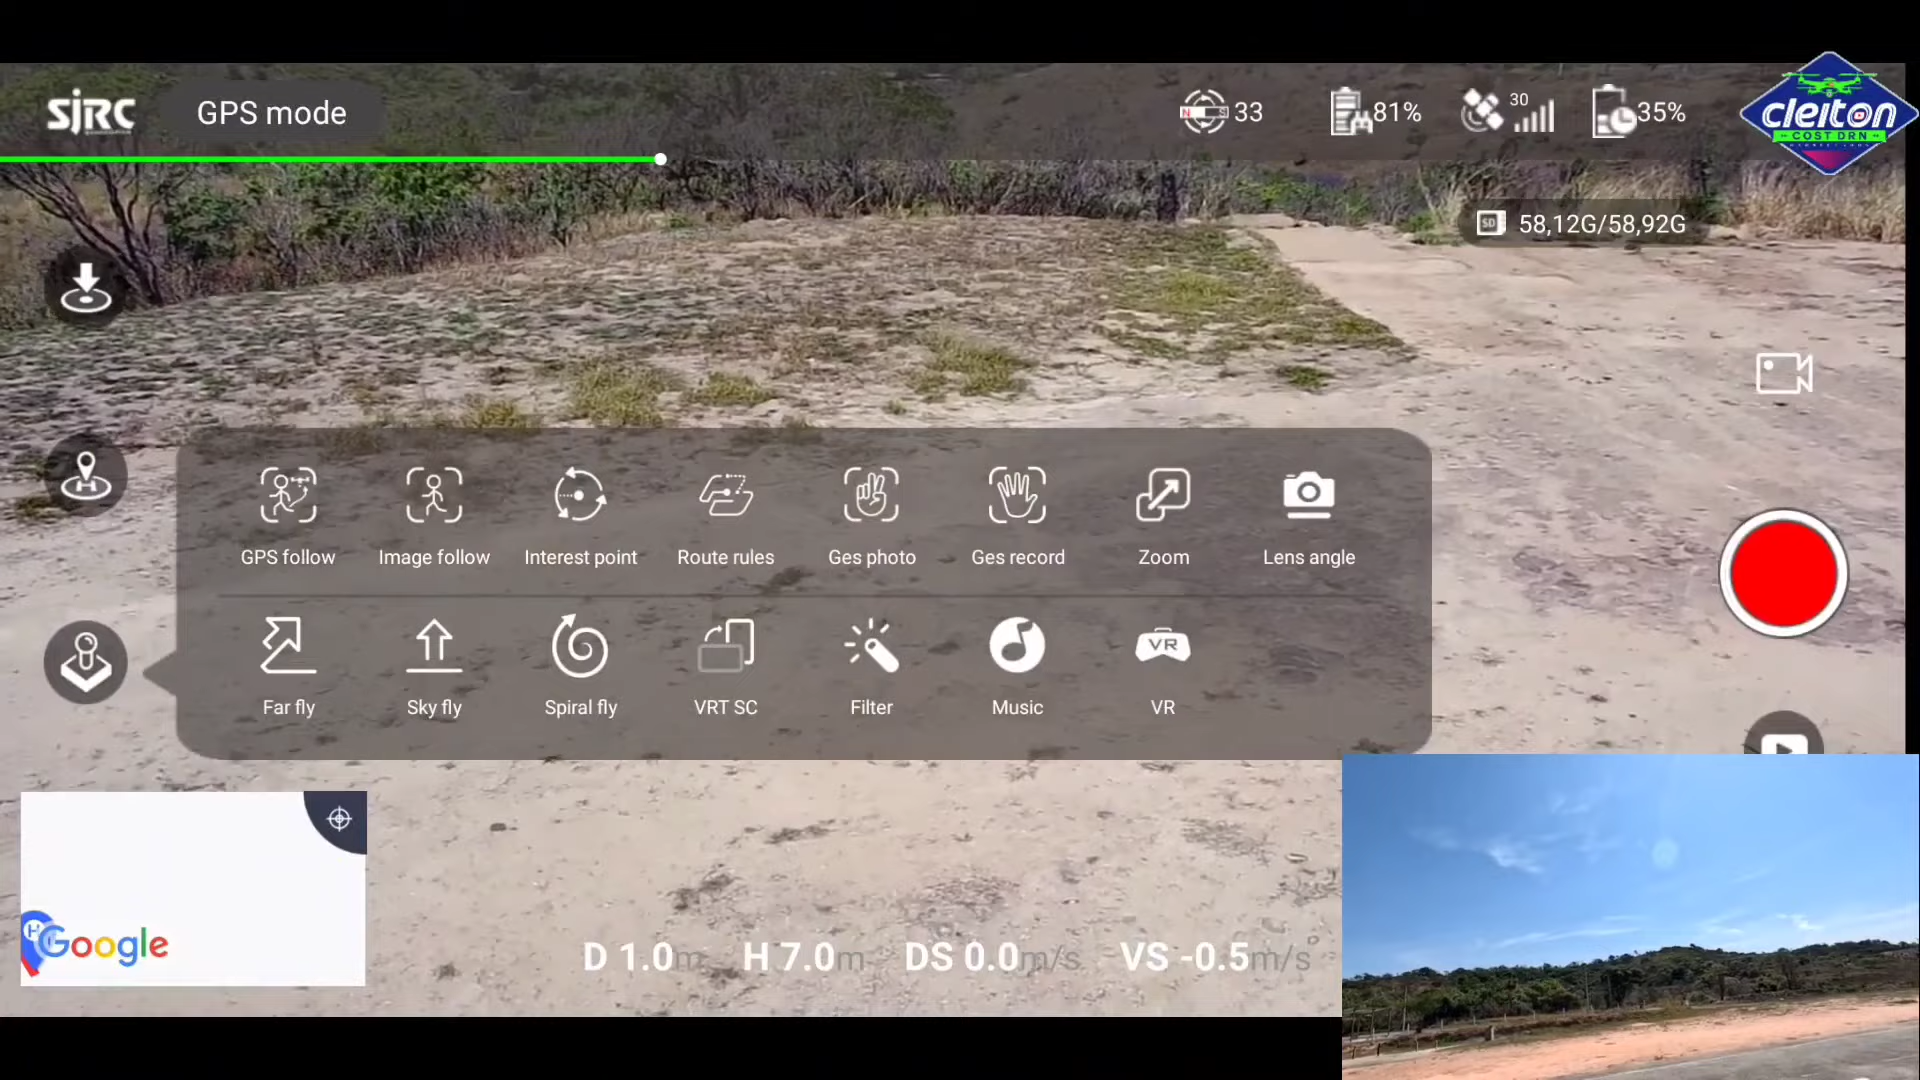 SJRC
GPS mode
N S 33
81%
30
35%
cleiton
COST DRN
SD 58,12G/58,92G
GPS follow Image follow Interest point Route rules Ges photo Ges record Zoom Lens angle
Far fly Sky fly Spiral fly VRT SC Filter Music VR
VR
H
Google
D 1.0m H 7.0m DS 0.0m/s VS -0.5m/s